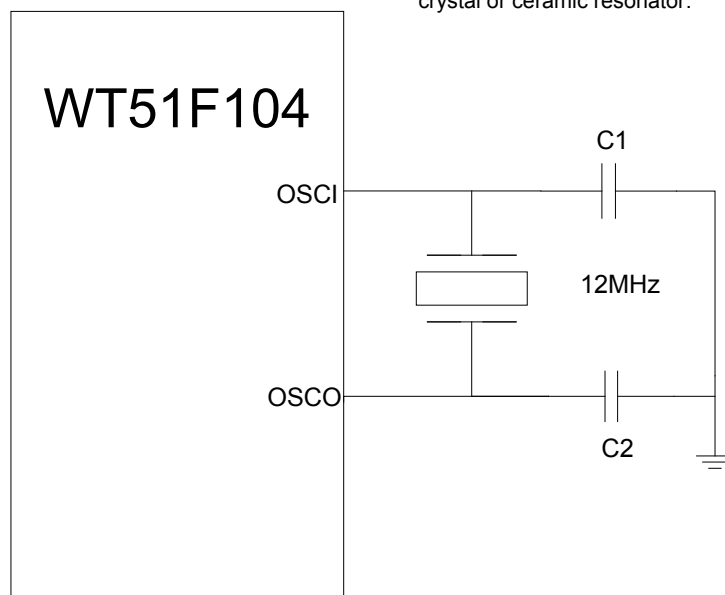 crystal or ceramic resonator.
WT51F104
C1
OSCI
12MHz
OSCO
C2